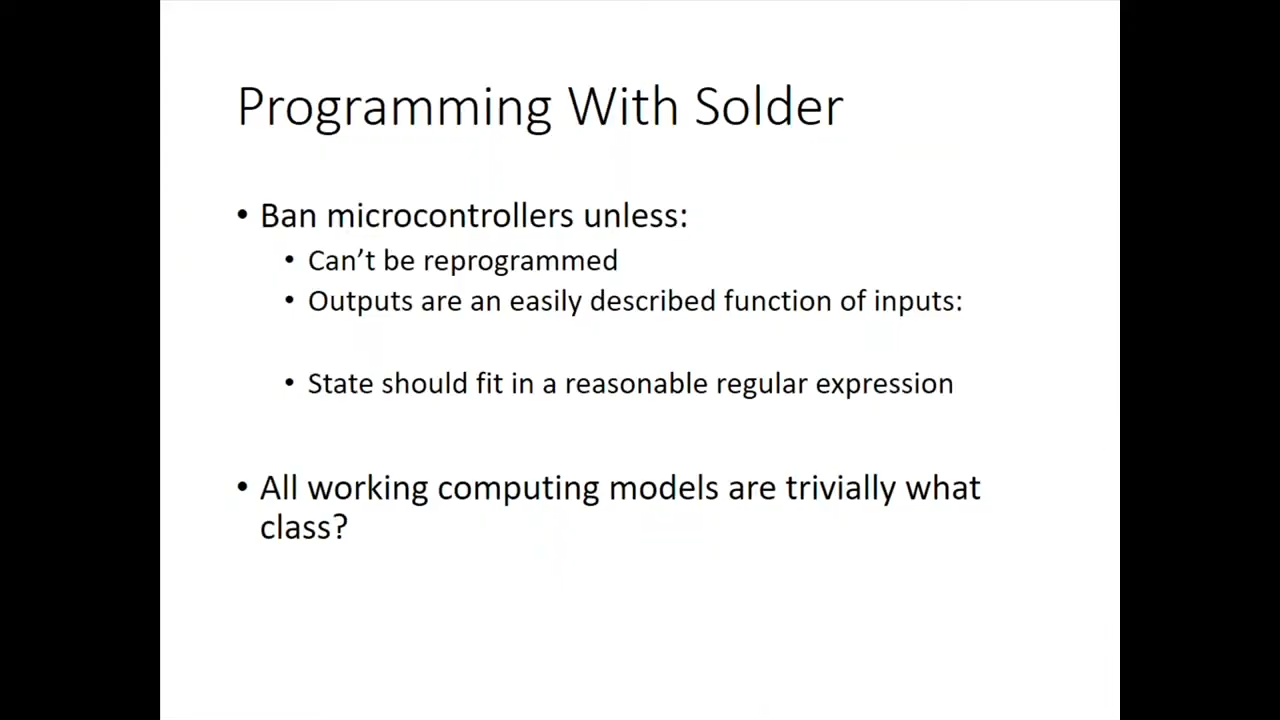 Programming With Solder
• Ban microcontrollers unless:
• Can’t be reprogrammed
• Outputs are an easily described function of inputs:
• State should fit in a reasonable regular expression
• All working computing models are trivially what
class?